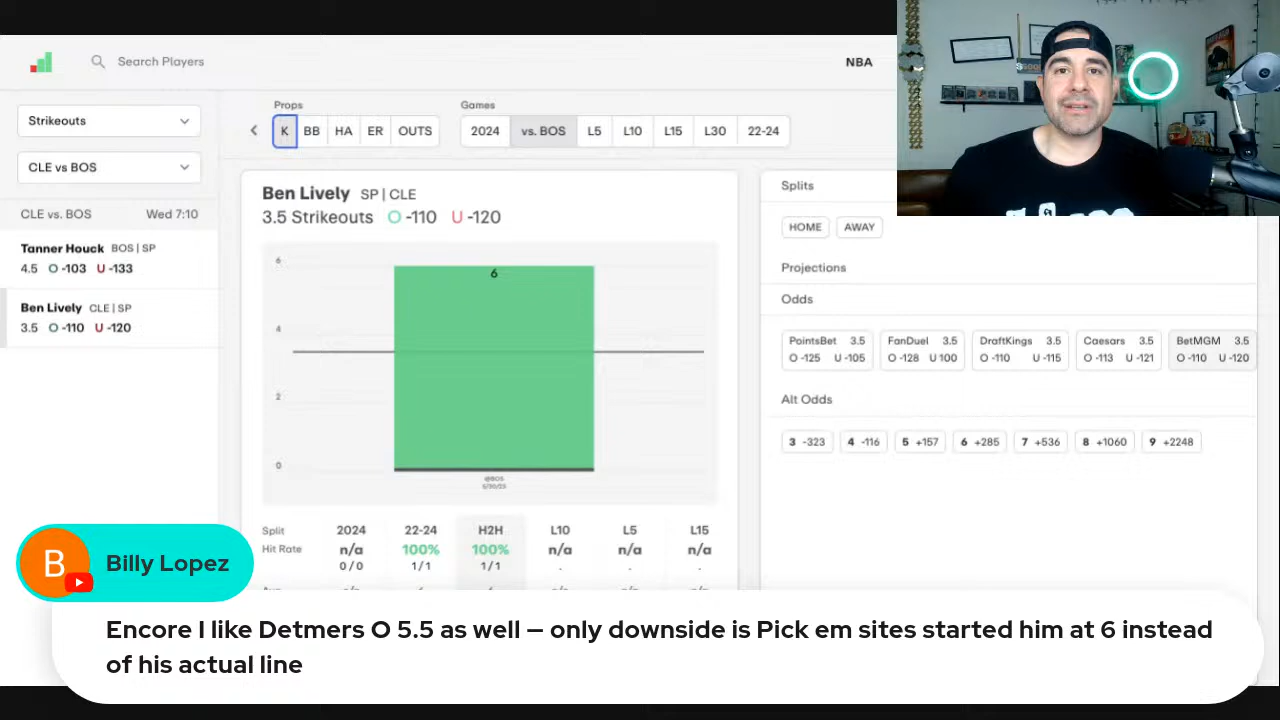 Search Players
NBA
Strikeouts
CLE vs BOS
CLE vs. BOS Wed 7:10
Tanner Houck BOS | SP
4.5 O -103 U -133
Ben Lively CLE | SP
3.5 O -110 U -120
Props
K BB HA ER OUTS
Games
2024 vs. BOS L5 L10 L15 L30 22-24
Ben Lively SP | CLE
3.5 Strikeouts O -110 U -120
6
6
4
2
0
@BOS
Split 2024 22-24 H2H L10 L5 L15
Hit Rate n/a 100% 100% n/a n/a n/a
0 / 0 1 / 1 1 / 1 - - -
Splits
HOME AWAY
Projections
Odds
PointsBet 3.5 FanDuel 3.5 DraftKings 3.5 Caesars 3.5 BetMGM 3.5
O -125 U -105 O -128 U 100 O -110 U -115 O -113 U -121 O -110 U -120
Alt Odds
3 -323 4 -116 5 +157 6 +285 7 +536 8 +1060 9 +2248
B
Billy Lopez
Encore I like Detmers O 5.5 as well — only downside is Pick em sites started him at 6 instead
of his actual line